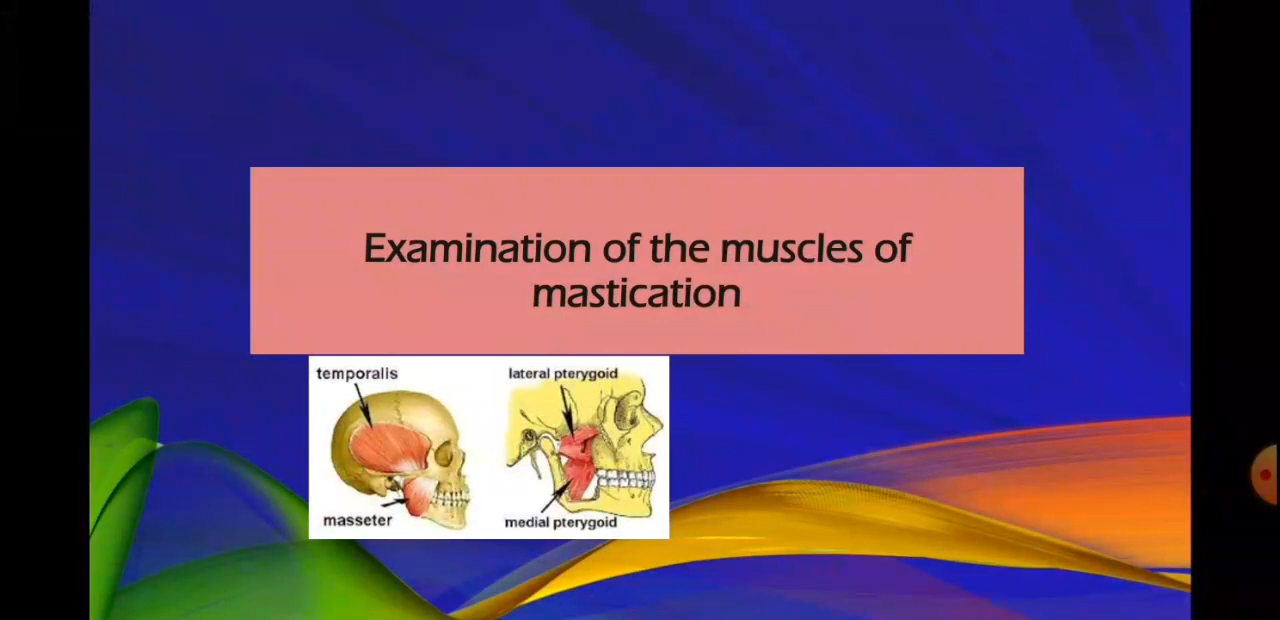 Examination of the muscles of
mastication
temporalis
lateral pterygoid
masseter
medial pterygoid